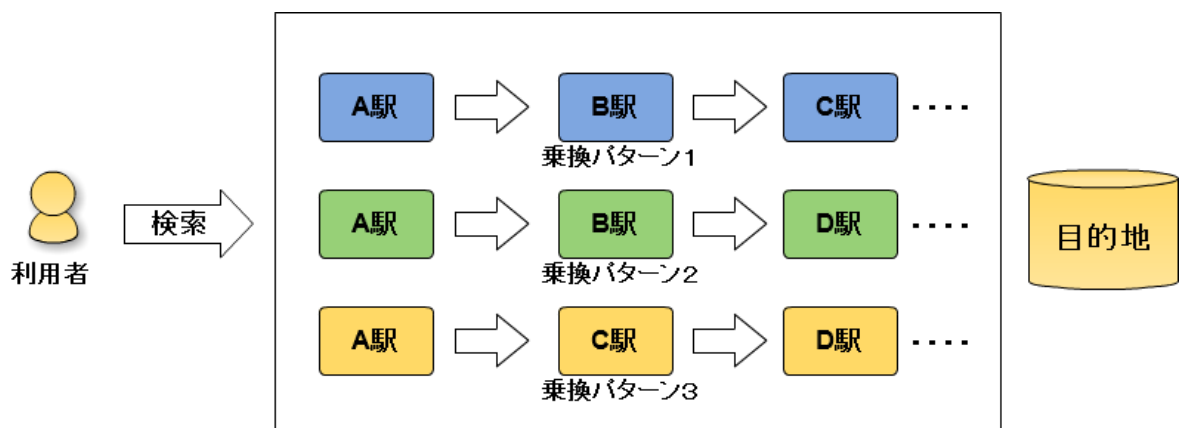 A駅 B駅 C駅 ････
乗換パターン1
検索
利用者
A駅 B駅 D駅 ････
乗換パターン2
目的地
A駅 C駅 D駅 ････
乗換パターン3